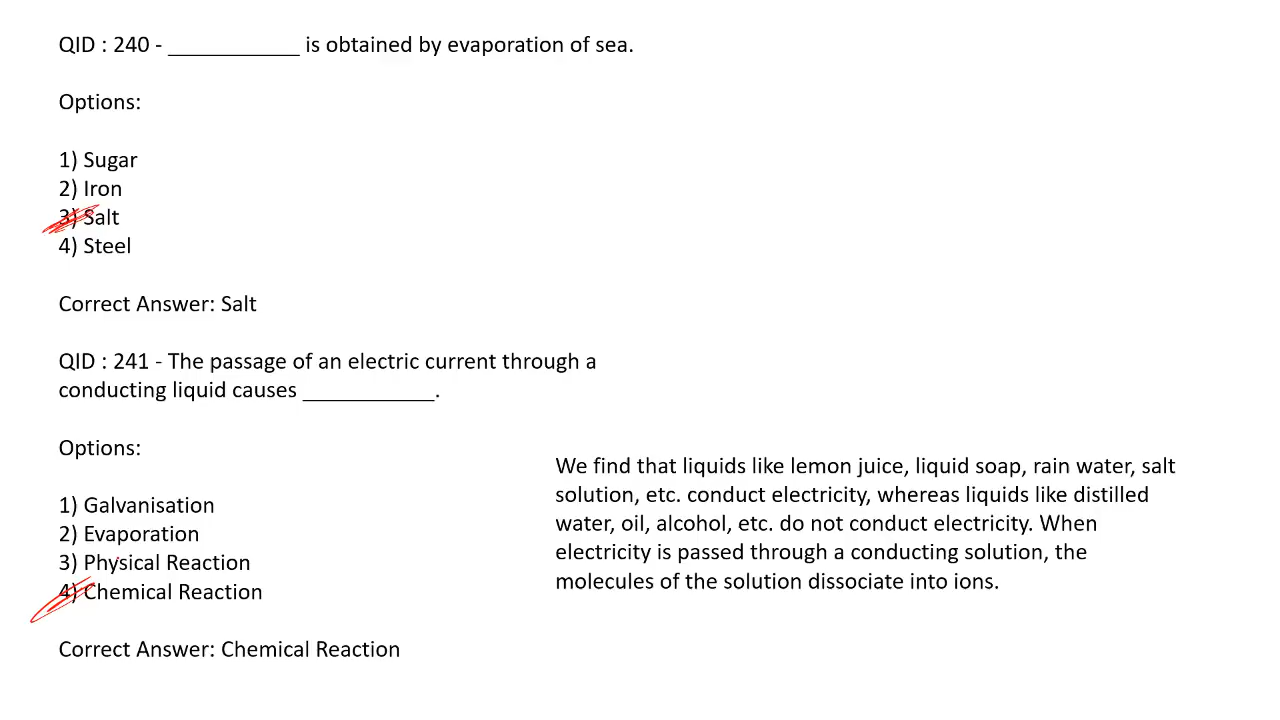 QID : 240 - ____________ is obtained by evaporation of sea.
Options:
1) Sugar
2) Iron
3) Salt
4) Steel
Correct Answer: Salt
QID : 241 - The passage of an electric current through a
conducting liquid causes ____________.
Options:
1) Galvanisation
2) Evaporation
3) Physical Reaction
4) Chemical Reaction
Correct Answer: Chemical Reaction
We find that liquids like lemon juice, liquid soap, rain water, salt
solution, etc. conduct electricity, whereas liquids like distilled
water, oil, alcohol, etc. do not conduct electricity. When
electricity is passed through a conducting solution, the
molecules of the solution dissociate into ions.